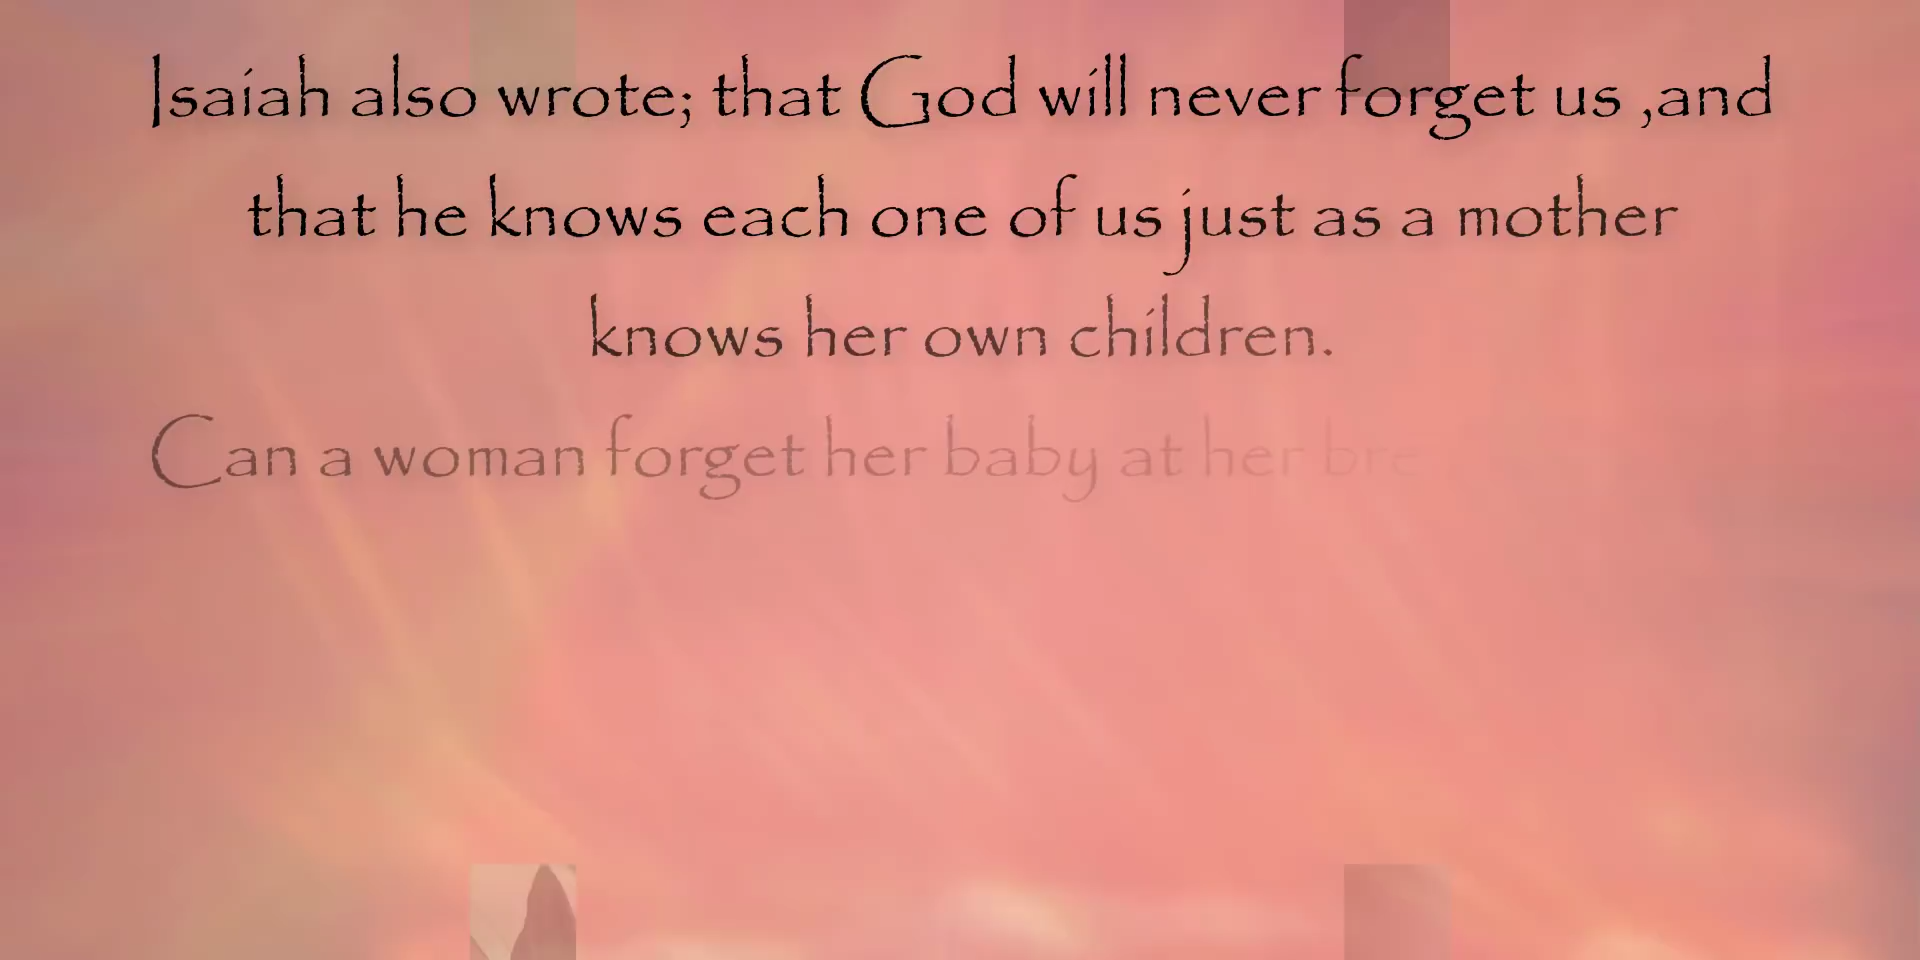 Isaiah also wrote; that God will never forget us ,and
that he knows each one of us just as a mother
knows her own children.
Can a woman forget her baby at her